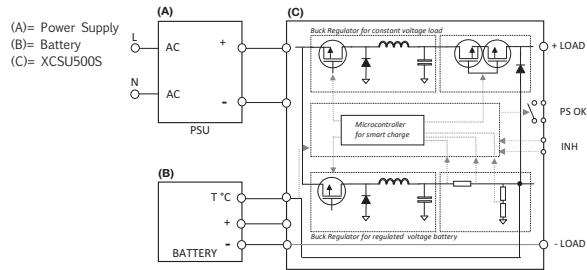 (A)= Power Supply
(B)= Battery
(C)= XCSU500S
(A)
L
AC
+
N
AC
-
PSU
(B)
T °C
+
-
BATTERY
(C)
Buck Regulator for constant voltage load
+ LOAD
PS OK
Microcontroller
for smart charge
INH
Buck Regulator for regulated voltage battery
- LOAD